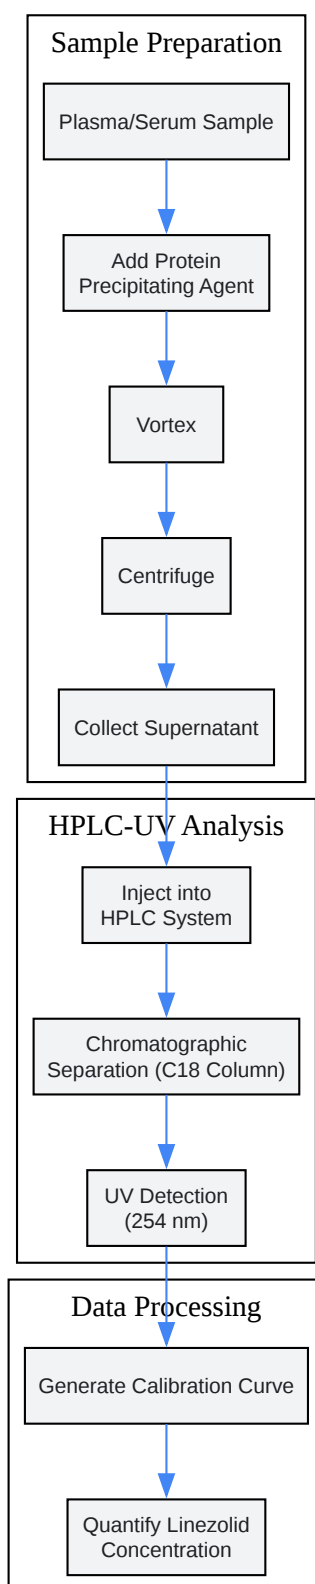 Sample Preparation
Plasma/Serum Sample
Add Protein
Precipitating Agent
Vortex
Centrifuge
Collect Supernatant
HPLC-UV Analysis
Inject into
HPLC System
Chromatographic
Separation (C18 Column)
UV Detection
(254 nm)
Data Processing
Generate Calibration Curve
Quantify Linezolid
Concentration